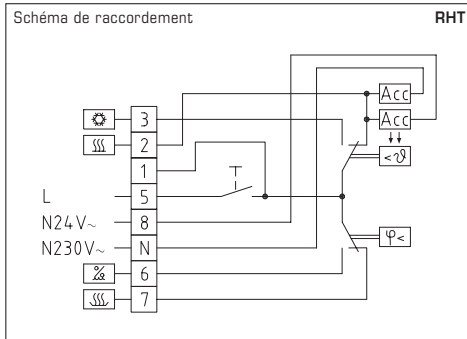 Schéma de raccordement RHT
Acc
Acc
3
2
<ϑ
1
L 5
N24V~ 8
N230V~ N
φ<
%
6
7